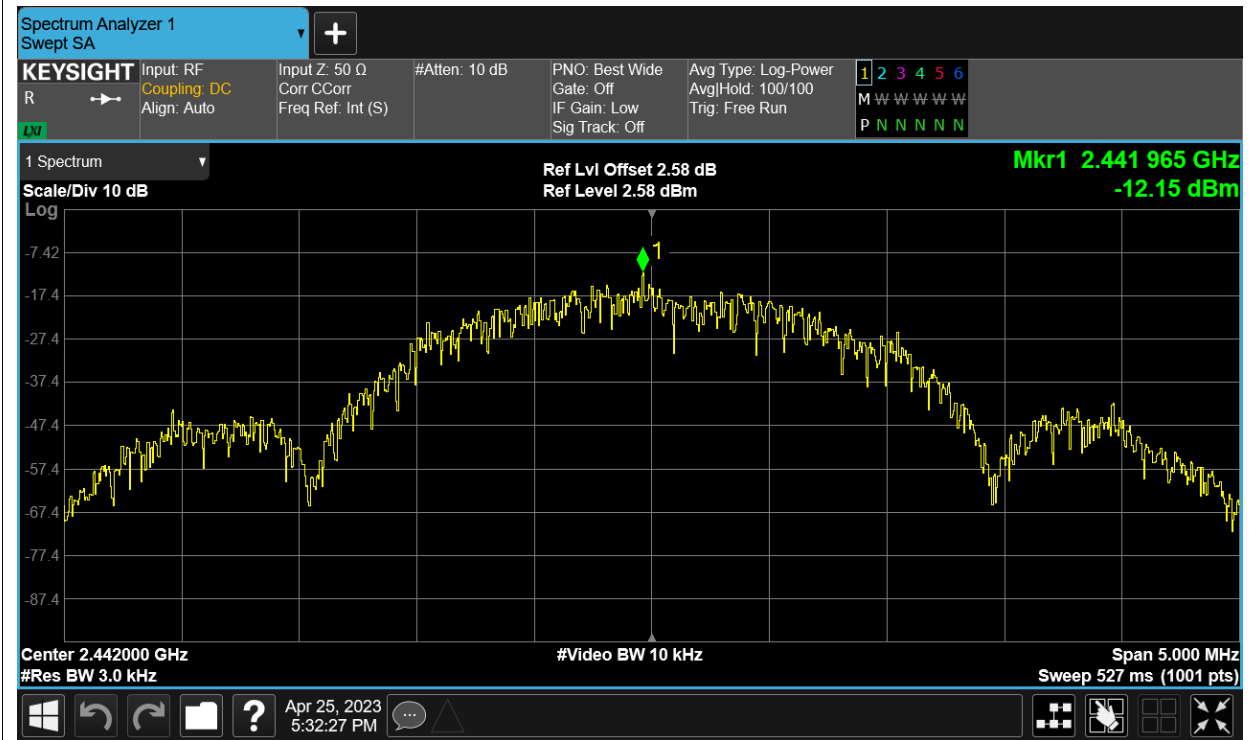 Spectrum Analyzer 1
Swept SA
KEYSIGHT
R
LXI
Input: RF
Coupling: DC
Align: Auto
Input Z: 50 Ω
Corr CCorr
Freq Ref: Int (S)
#Atten: 10 dB
PNO: Best Wide
Gate: Off
IF Gain: Low
Sig Track: Off
Avg Type: Log-Power
Avg|Hold: 100/100
Trig: Free Run
1 2 3 4 5 6
M W W W W W
P N N N N N
1 Spectrum
Scale/Div 10 dB
Log
Ref Lvl Offset 2.58 dB
Ref Level 2.58 dBm
Mkr1 2.441 965 GHz
-12.15 dBm
1
-7.42
-17.4
-27.4
-37.4
-47.4
-57.4
-67.4
-77.4
-87.4
Center 2.442000 GHz
#Res BW 3.0 kHz
#Video BW 10 kHz
Span 5.000 MHz
Sweep 527 ms (1001 pts)
?
Apr 25, 2023
5:32:27 PM